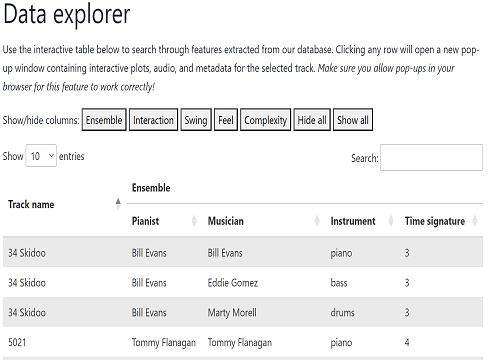 Data explorer
Use the interactive table below to search through features extracted from our database. Clicking any row will open a new pop-
up window containing interactive plots, audio, and metadata for the selected track. Make sure you allow pop-ups in your
browser for this feature to work correctly!
Show/hide columns: Ensemble Interaction Swing Feel Complexity Hide all Show all
Show 10 entries Search:
Ensemble
Track name
Pianist Musician Instrument Time signature
34 Skidoo Bill Evans Bill Evans piano 3
34 Skidoo Bill Evans Eddie Gomez bass 3
34 Skidoo Bill Evans Marty Morell drums 3
5021 Tommy Flanagan Tommy Flanagan piano 4